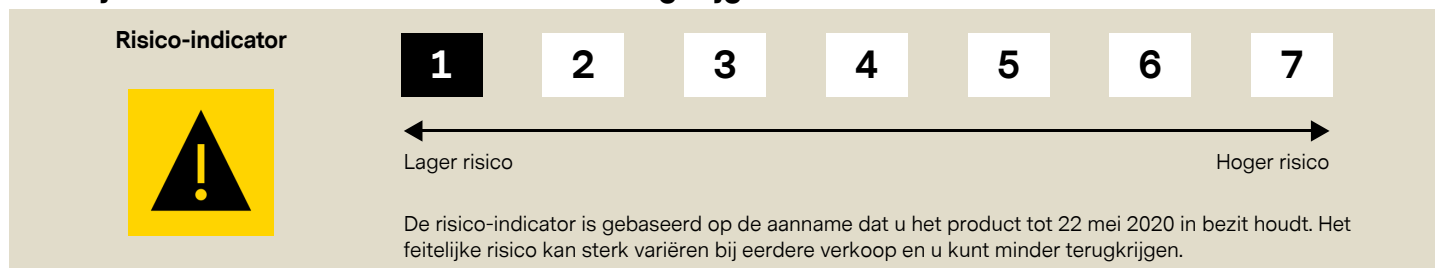 Risico-indicator
1 2 3 4 5 6 7
Lager risico Hoger risico
De risico-indicator is gebaseerd op de aanname dat u het product tot 22 mei 2020 in bezit houdt. Het
feitelijke risico kan sterk variëren bij eerdere verkoop en u kunt minder terugkrijgen.